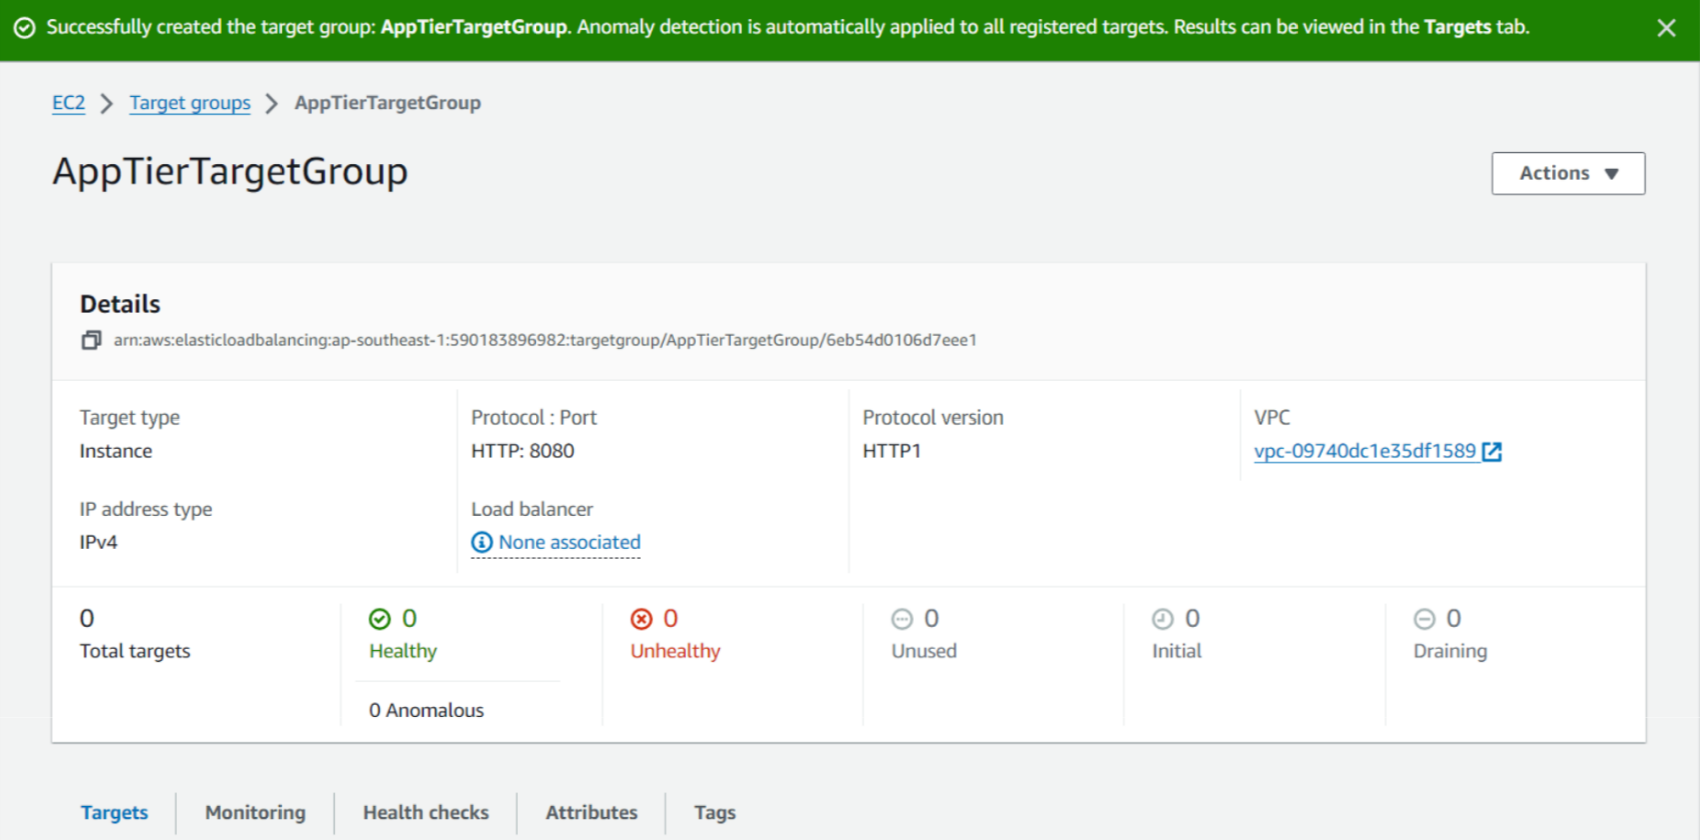 Successfully created the target group: AppTierTargetGroup. Anomaly detection is automatically applied to all registered targets. Results can be viewed in the Targets tab.
EC2 > Target groups > AppTierTargetGroup
AppTierTargetGroup
Actions
Details
arn:aws:elasticloadbalancing:ap-southeast-1:590183896982:targetgroup/AppTierTargetGroup/6eb54d0106d7eee1
Target type
Instance
Protocol : Port
HTTP: 8080
Protocol version
HTTP1
VPC
vpc-09740dc1e35df1589
IP address type
IPv4
Load balancer
None associated
0
Total targets
0
Healthy
0 Anomalous
0
Unhealthy
0
Unused
0
Initial
0
Draining
Targets
Monitoring
Health checks
Attributes
Tags